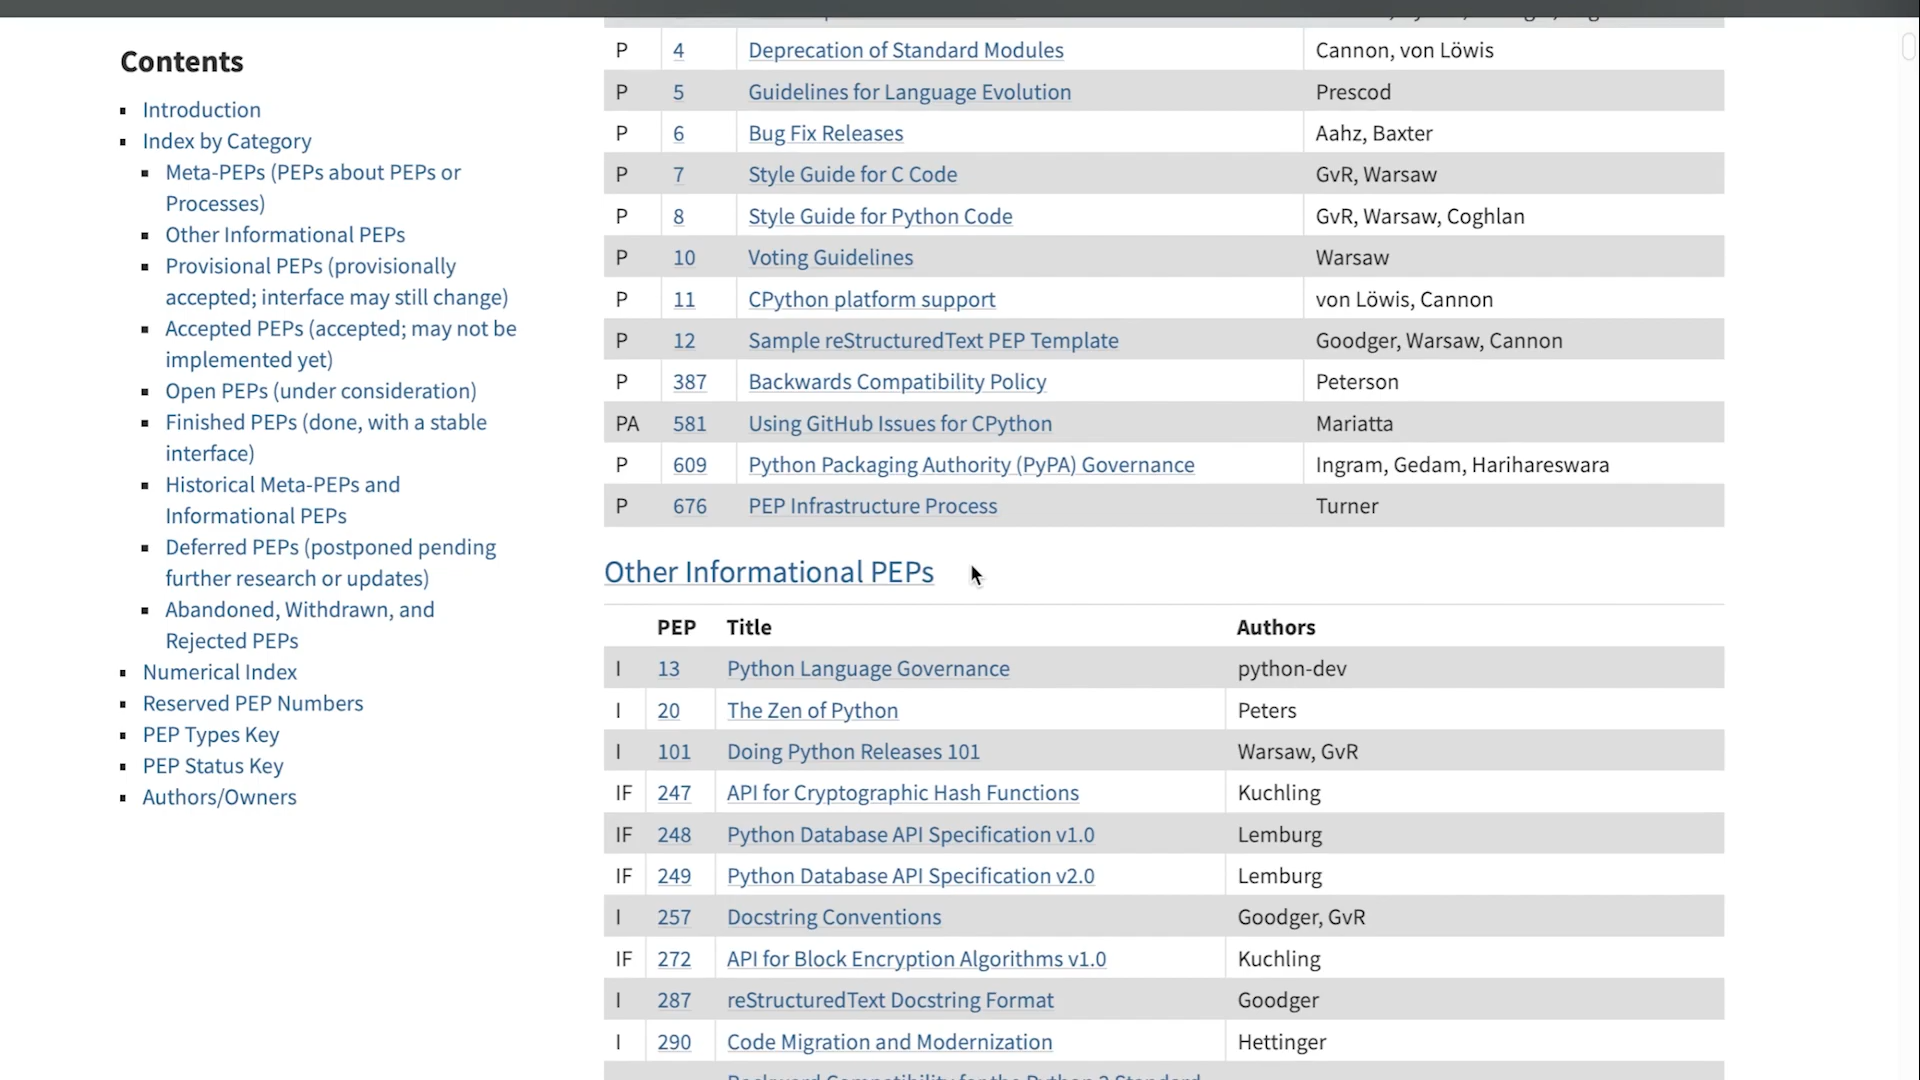 Contents
Introduction
Index by Category
Meta-PEPs (PEPs about PEPs or
Processes)
Other Informational PEPs
Provisional PEPs (provisionally
accepted; interface may still change)
Accepted PEPs (accepted; may not be
implemented yet)
Open PEPs (under consideration)
Finished PEPs (done, with a stable
interface)
Historical Meta-PEPs and
Informational PEPs
Deferred PEPs (postponed pending
further research or updates)
Abandoned, Withdrawn, and
Rejected PEPs
Numerical Index
Reserved PEP Numbers
PEP Types Key
PEP Status Key
Authors/Owners
P 4 Deprecation of Standard Modules Cannon, von Löwis
P 5 Guidelines for Language Evolution Prescod
P 6 Bug Fix Releases Aahz, Baxter
P 7 Style Guide for C Code GvR, Warsaw
P 8 Style Guide for Python Code GvR, Warsaw, Coghlan
P 10 Voting Guidelines Warsaw
P 11 CPython platform support von Löwis, Cannon
P 12 Sample reStructuredText PEP Template Goodger, Warsaw, Cannon
P 387 Backwards Compatibility Policy Peterson
PA 581 Using GitHub Issues for CPython Mariatta
P 609 Python Packaging Authority (PyPA) Governance Ingram, Gedam, Harihareswara
P 676 PEP Infrastructure Process Turner
Other Informational PEPs
PEP Title Authors
I 13 Python Language Governance python-dev
I 20 The Zen of Python Peters
I 101 Doing Python Releases 101 Warsaw, GvR
IF 247 API for Cryptographic Hash Functions Kuchling
IF 248 Python Database API Specification v1.0 Lemburg
IF 249 Python Database API Specification v2.0 Lemburg
I 257 Docstring Conventions Goodger, GvR
IF 272 API for Block Encryption Algorithms v1.0 Kuchling
I 287 reStructuredText Docstring Format Goodger
I 290 Code Migration and Modernization Hettinger